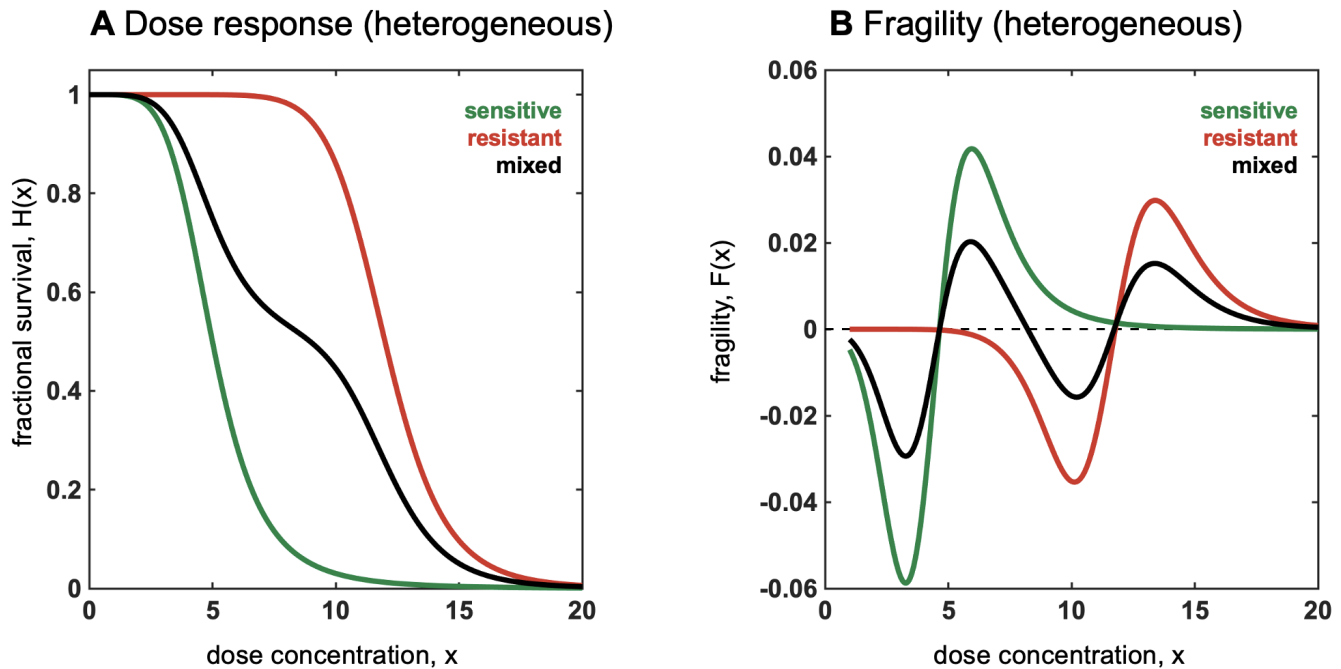 A Dose response (heterogeneous)
fractional survival, H(x)
1
0.8
0.6
0.4
0.2
0
sensitive
resistant
mixed
0 5 10 15 20
dose concentration, x
B Fragility (heterogeneous)
fragility, F(x)
0.06
0.04
0.02
0
-0.02
-0.04
-0.06
sensitive
resistant
mixed
0 5 10 15 20
dose concentration, x